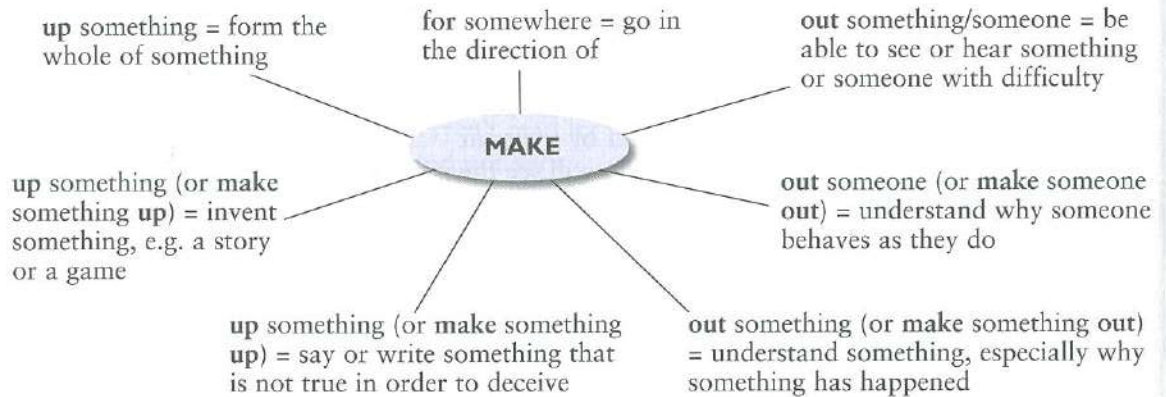 up something = form the
whole of something
for somewhere = go in
the direction of
out something/someone = be
able to see or hear something
or someone with difficulty
MAKE
up something (or make
something up) = invent
something, e.g. a story
or a game
out someone (or make someone
out) = understand why someone
behaves as they do
up something (or make something
up) = say or write something that
is not true in order to deceive
out something (or make something out)
= understand something, especially why
something has happened